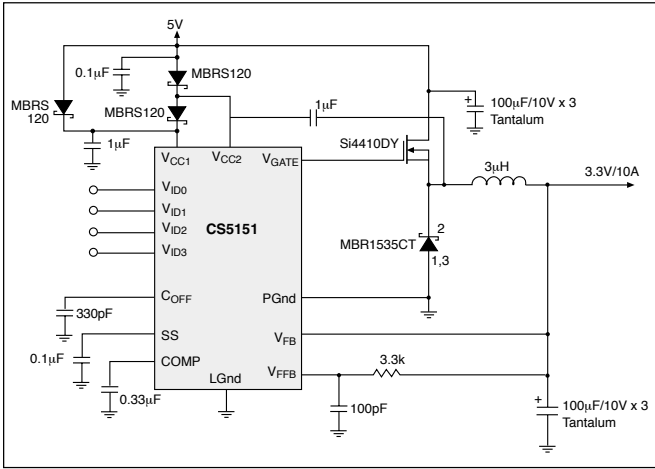 5V
0.1μF
MBRS120
MBRS
120
MBRS120
1μF
1μF
100μF/10V x 3
Tantalum
Si4410DY
VCC1
VCC2
VGATE
3μH
3.3V/10A
VID0
VID1
VID2
VID3
CS5151
2
MBR1535CT
1,3
COFF
PGnd
330pF
SS
VFB
0.1μF
COMP
VFFB
3.3k
LGnd
0.33μF
100pF
100μF/10V x 3
Tantalum
+
+